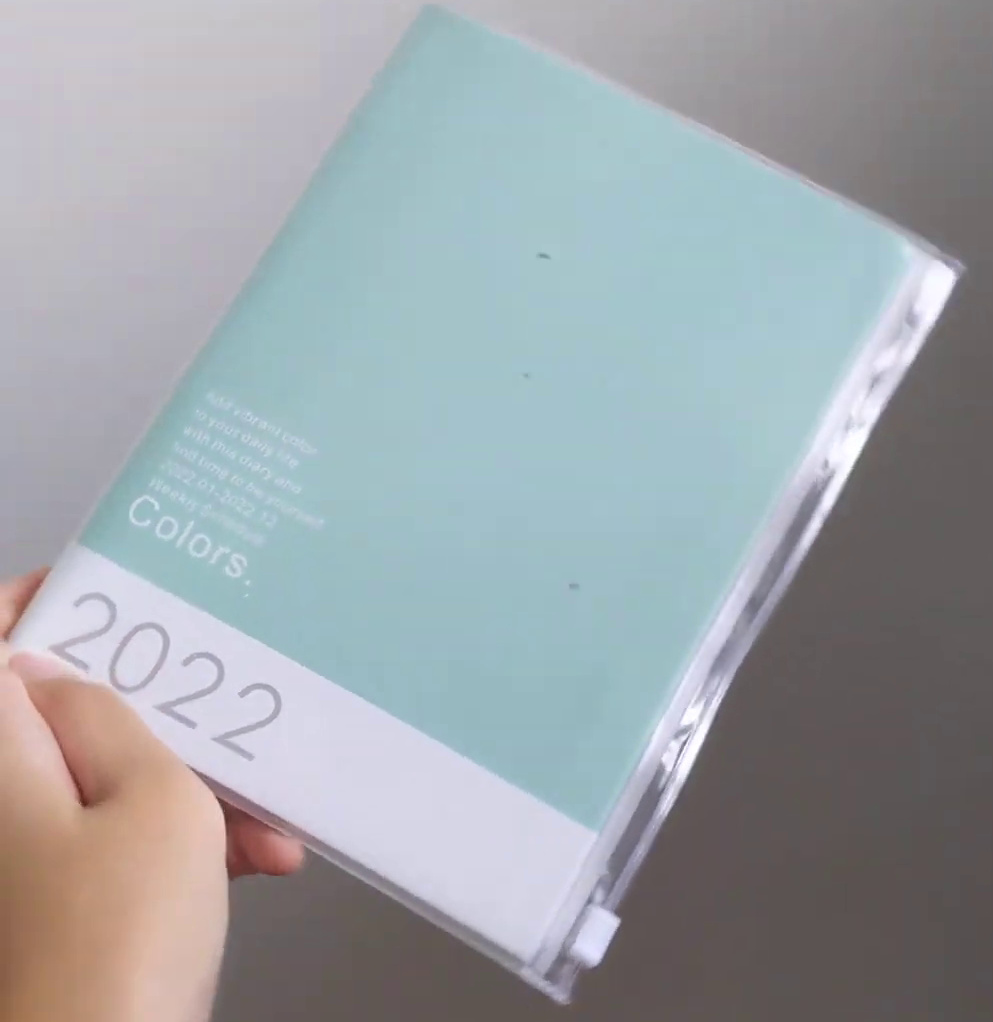 Add vibrant color
to your daily life
with this diary and
find time to be yourself
2022.01-2022.12
Weekly Schedule
Colors.
2022